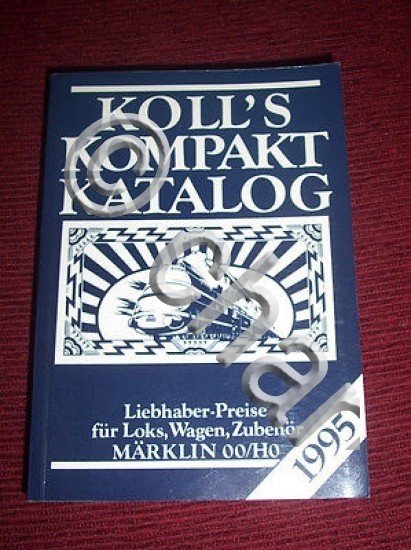 KOLL'S
KOMPAKT
KATALOG
Liebhaber-Preise
für Loks, Wagen, Zubehör
MÄRKLIN 00/H0
1995